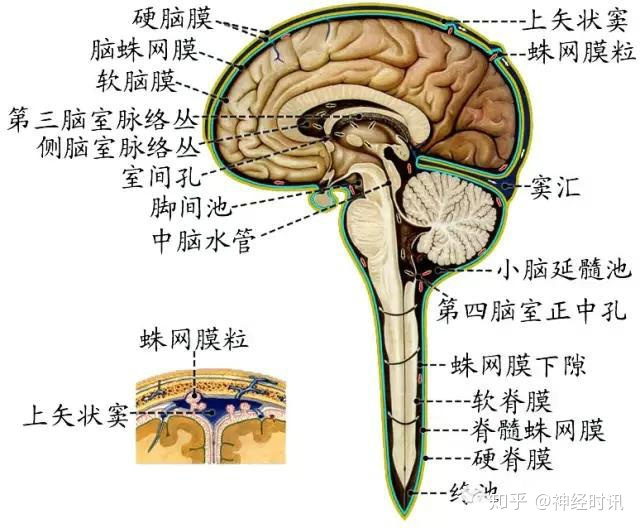 硬脑膜
脑蛛网膜
软脑膜
第三脑室脉络丛
侧脑室脉络丛
室间孔
脚间池
中脑水管
上矢状窦
蛛网膜粒
窦汇
小脑延髓池
第四脑室正中孔
蛛网膜下隙
软脊膜
脊髓蛛网膜
硬脊膜
终池
蛛网膜粒
上矢状窦
知乎 @神经时讯